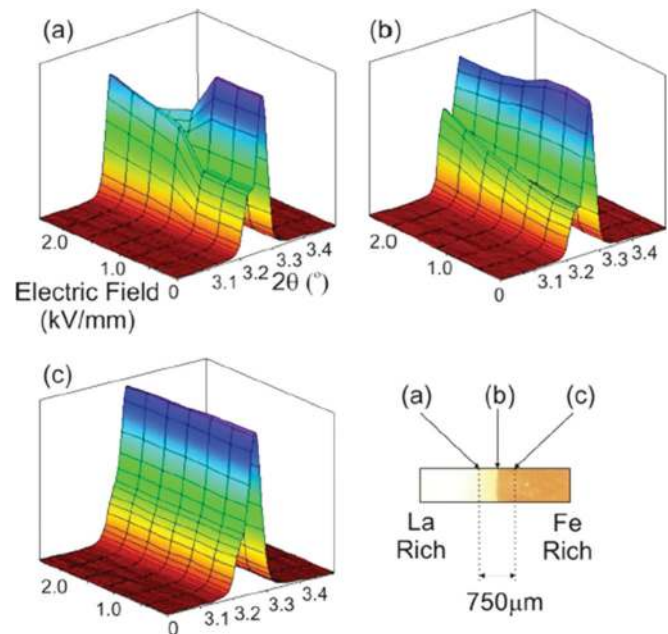 (a)
2.0
1.0
0
Electric Field
(kV/mm)
3.1
3.2
3.3
3.4
2θ (°)
(b)
2.0
1.0
0
3.1
3.2
3.3
3.4
(c)
2.0
1.0
0
3.1
3.2
3.3
3.4
(a) (b) (c)
La Fe
Rich Rich
750μm